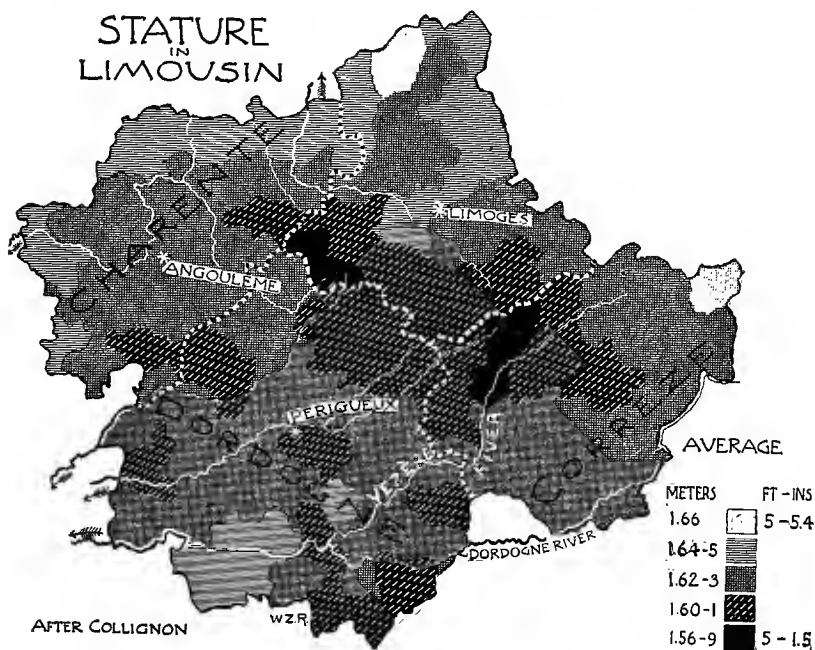 STATURE
IN
LIMOUSIN
CHARENTE
LIMOGES
ANGOULEME
PERIGUEUX
DORDOGNE
VEZERE
CORREZE
DORDOGNE RIVER
W.Z.R.
AFTER COLLIGNON
AVERAGE
METERS FT-INS
1.66 5-5.4
1.64-5
1.62-3
1.60-1
1.56-9 5-1.5